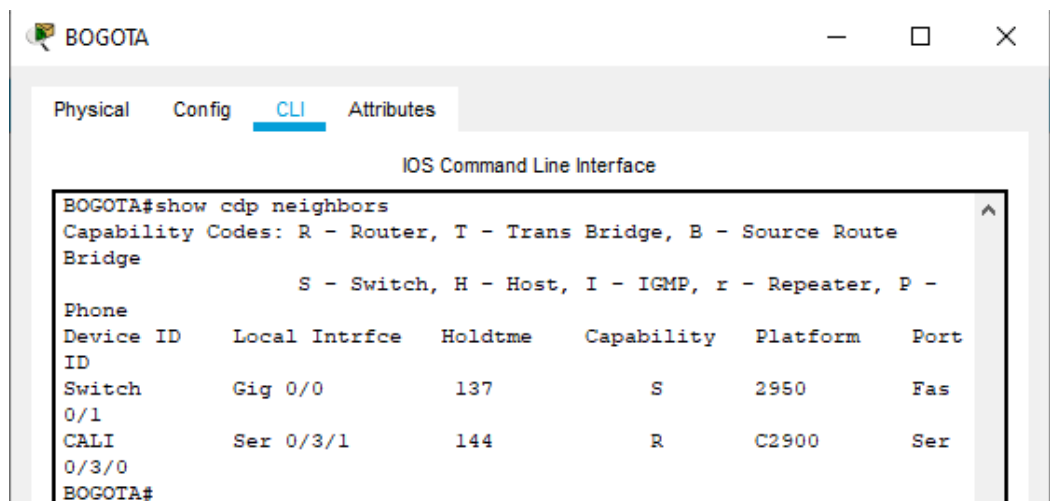 BOGOTA
Physical Config CLI Attributes
IOS Command Line Interface
BOGOTA#show cdp neighbors
Capability Codes: R - Router, T - Trans Bridge, B - Source Route
Bridge
S - Switch, H - Host, I - IGMP, r - Repeater, P -
Phone
Device ID Local Intrfce Holdtme Capability Platform Port
ID
Switch Gig 0/0 137 S 2950 Fas
0/1
CALI Ser 0/3/1 144 R C2900 Ser
0/3/0
BOGOTA#